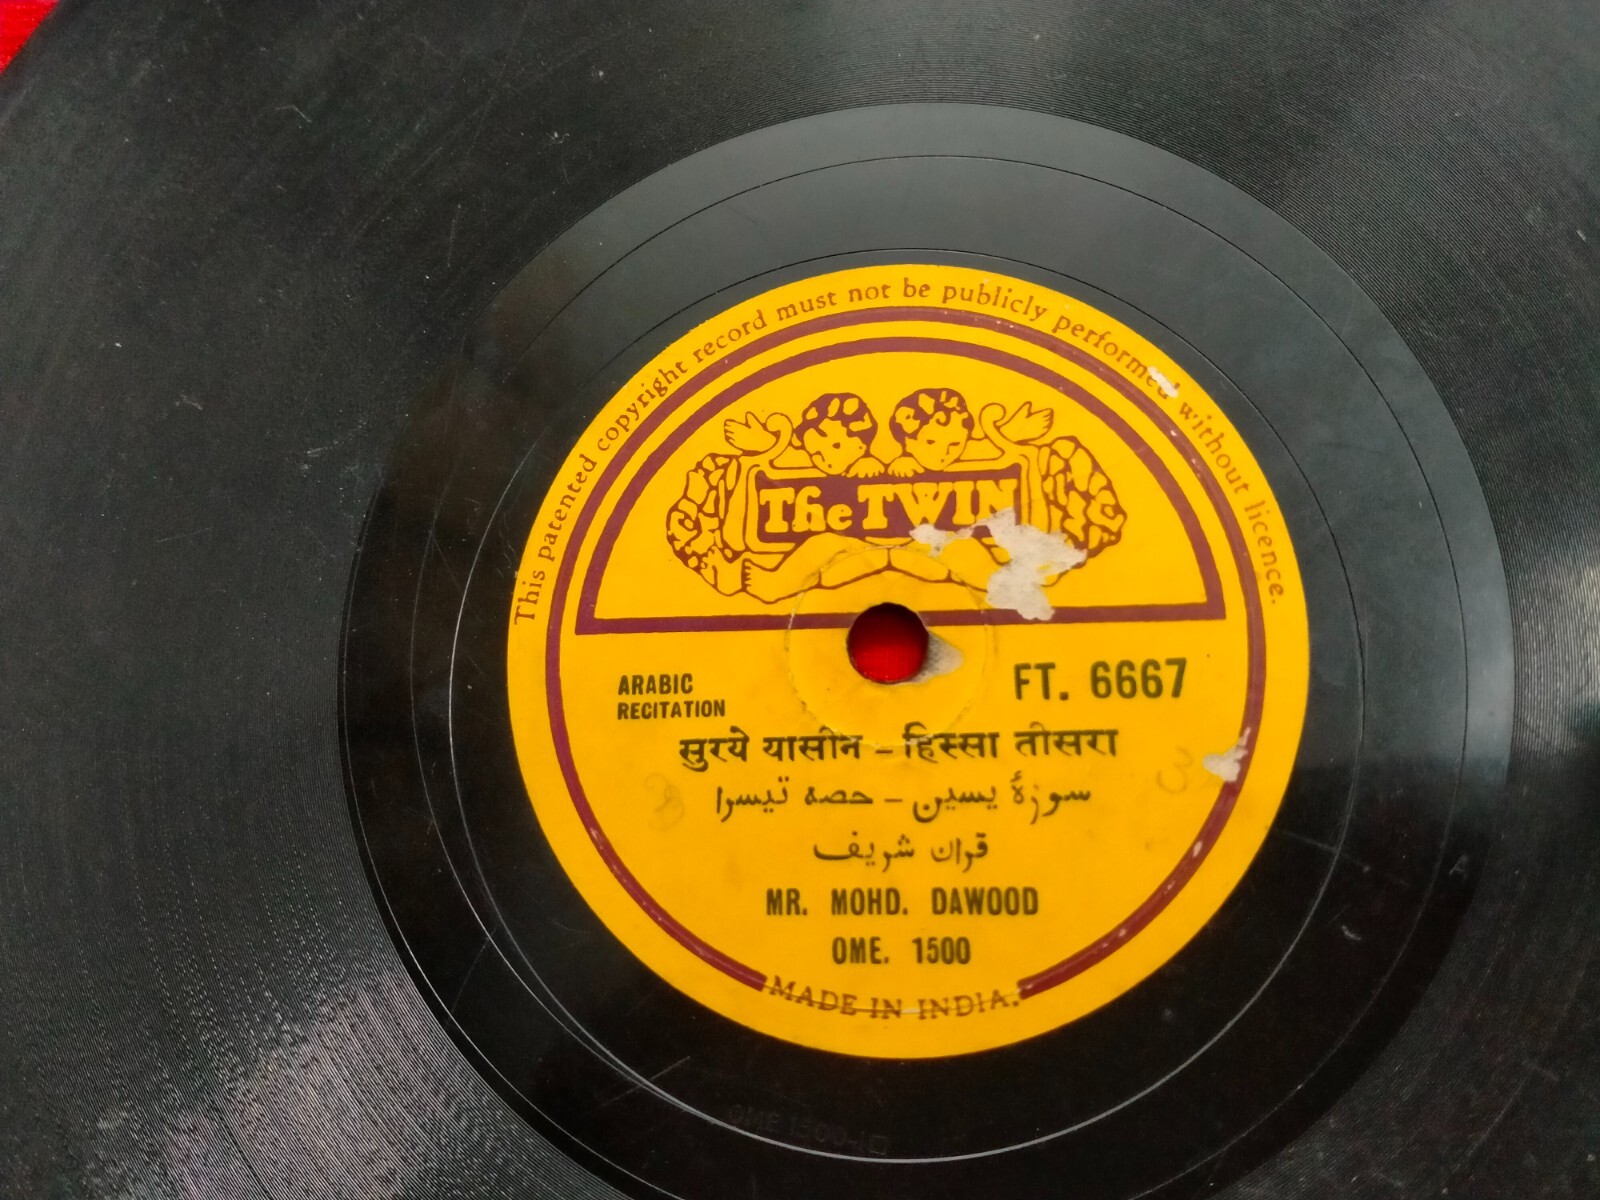 This patented copyright record must not be publicly performed without licence.
The TWIN
ARABIC
RECITATION
FT. 6667
सुरये यासीन - हिस्सा तीसरा
سورۂ یسین - حصہ تیسرا
قران شریف
MR. MOHD. DAWOOD
OME. 1500
MADE IN INDIA.